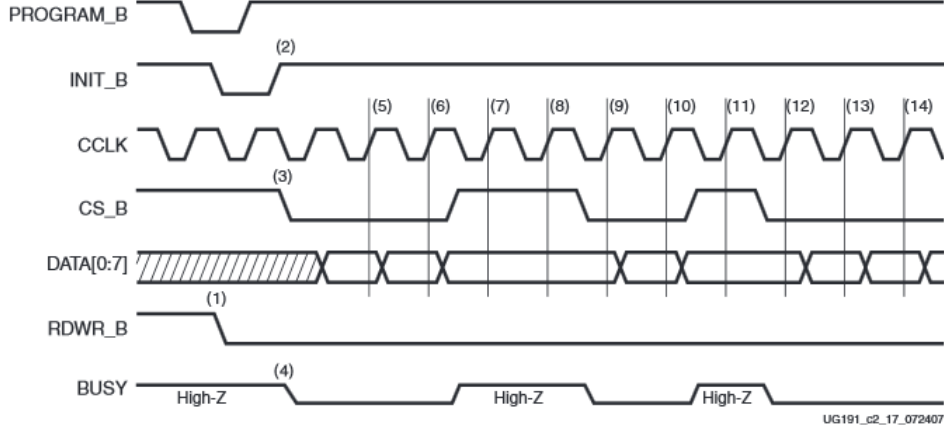 PROGRAM_B
(2)
INIT_B
(5) (6) (7) (8) (9) (10) (11) (12) (13) (14)
CCLK
(3)
CS_B
DATA[0:7]
(1)
RDWR_B
(4)
BUSY
High-Z High-Z High-Z
UG191_c2_17_072407